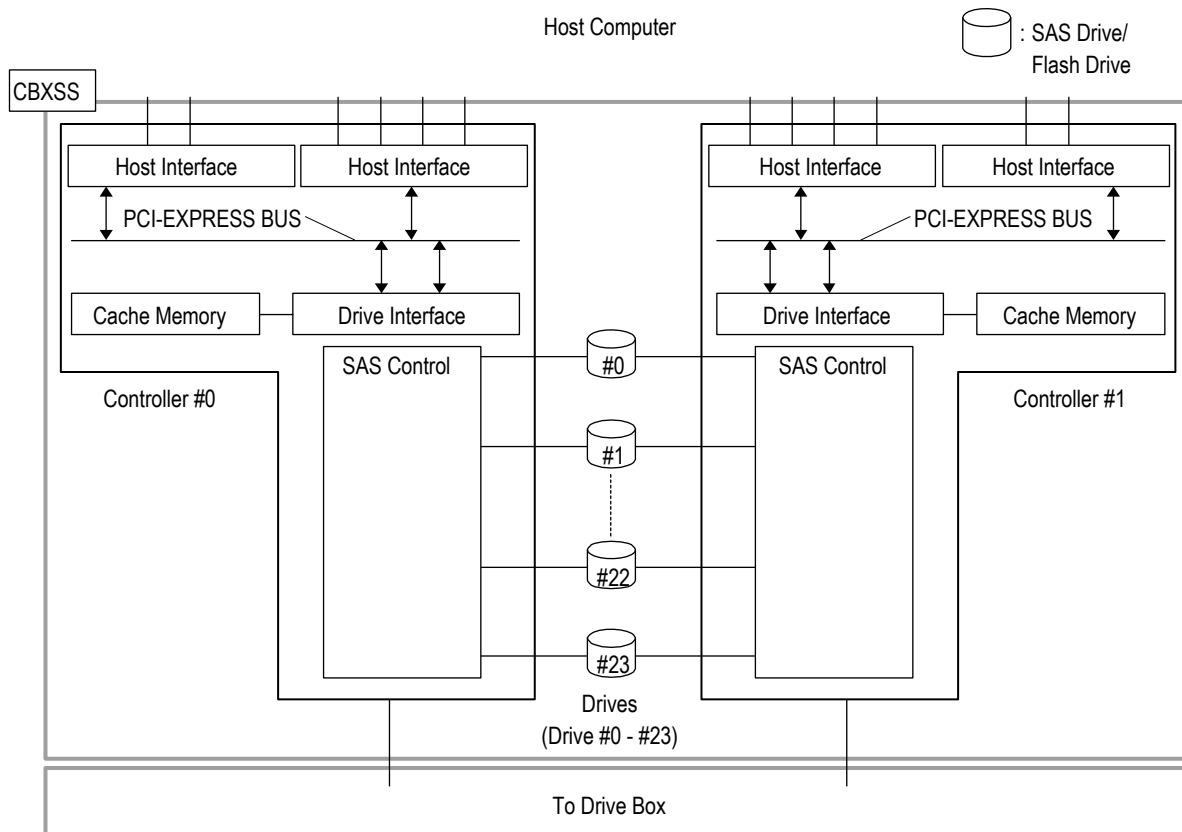 Host Computer
: SAS Drive/
Flash Drive
CBXSS
Host Interface
Host Interface
Host Interface
Host Interface
PCI-EXPRESS BUS
PCI-EXPRESS BUS
Cache Memory
Drive Interface
Drive Interface
Cache Memory
SAS Control
#0
SAS Control
Controller #0
Controller #1
#1
#22
#23
Drives
(Drive #0 - #23)
To Drive Box